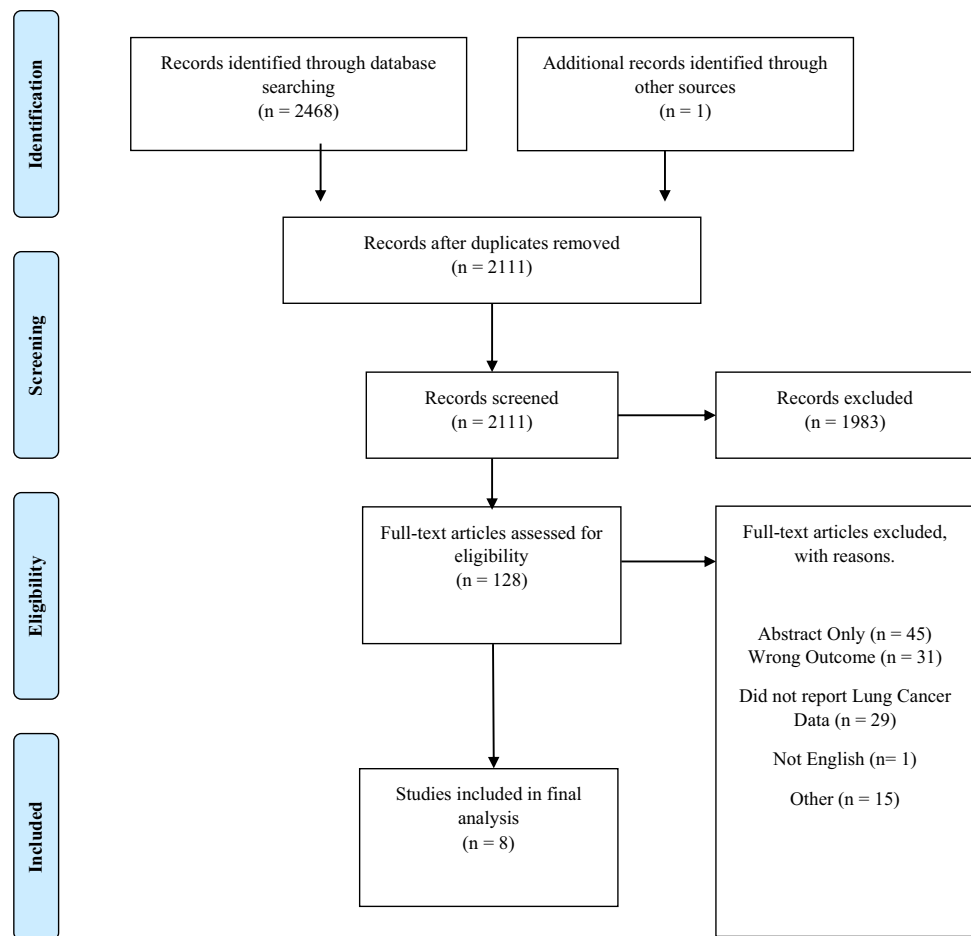 Identification
Records identified through database
searching
(n = 2468)
Additional records identified through
other sources
(n = 1)
Screening
Records after duplicates removed
(n = 2111)
Records screened
(n = 2111)
Records excluded
(n = 1983)
Eligibility
Full-text articles assessed for
eligibility
(n = 128)
Full-text articles excluded,
with reasons.
Abstract Only (n = 45)
Wrong Outcome (n = 31)
Did not report Lung Cancer
Data (n = 29)
Not English (n= 1)
Other (n = 15)
Included
Studies included in final
analysis
(n = 8)